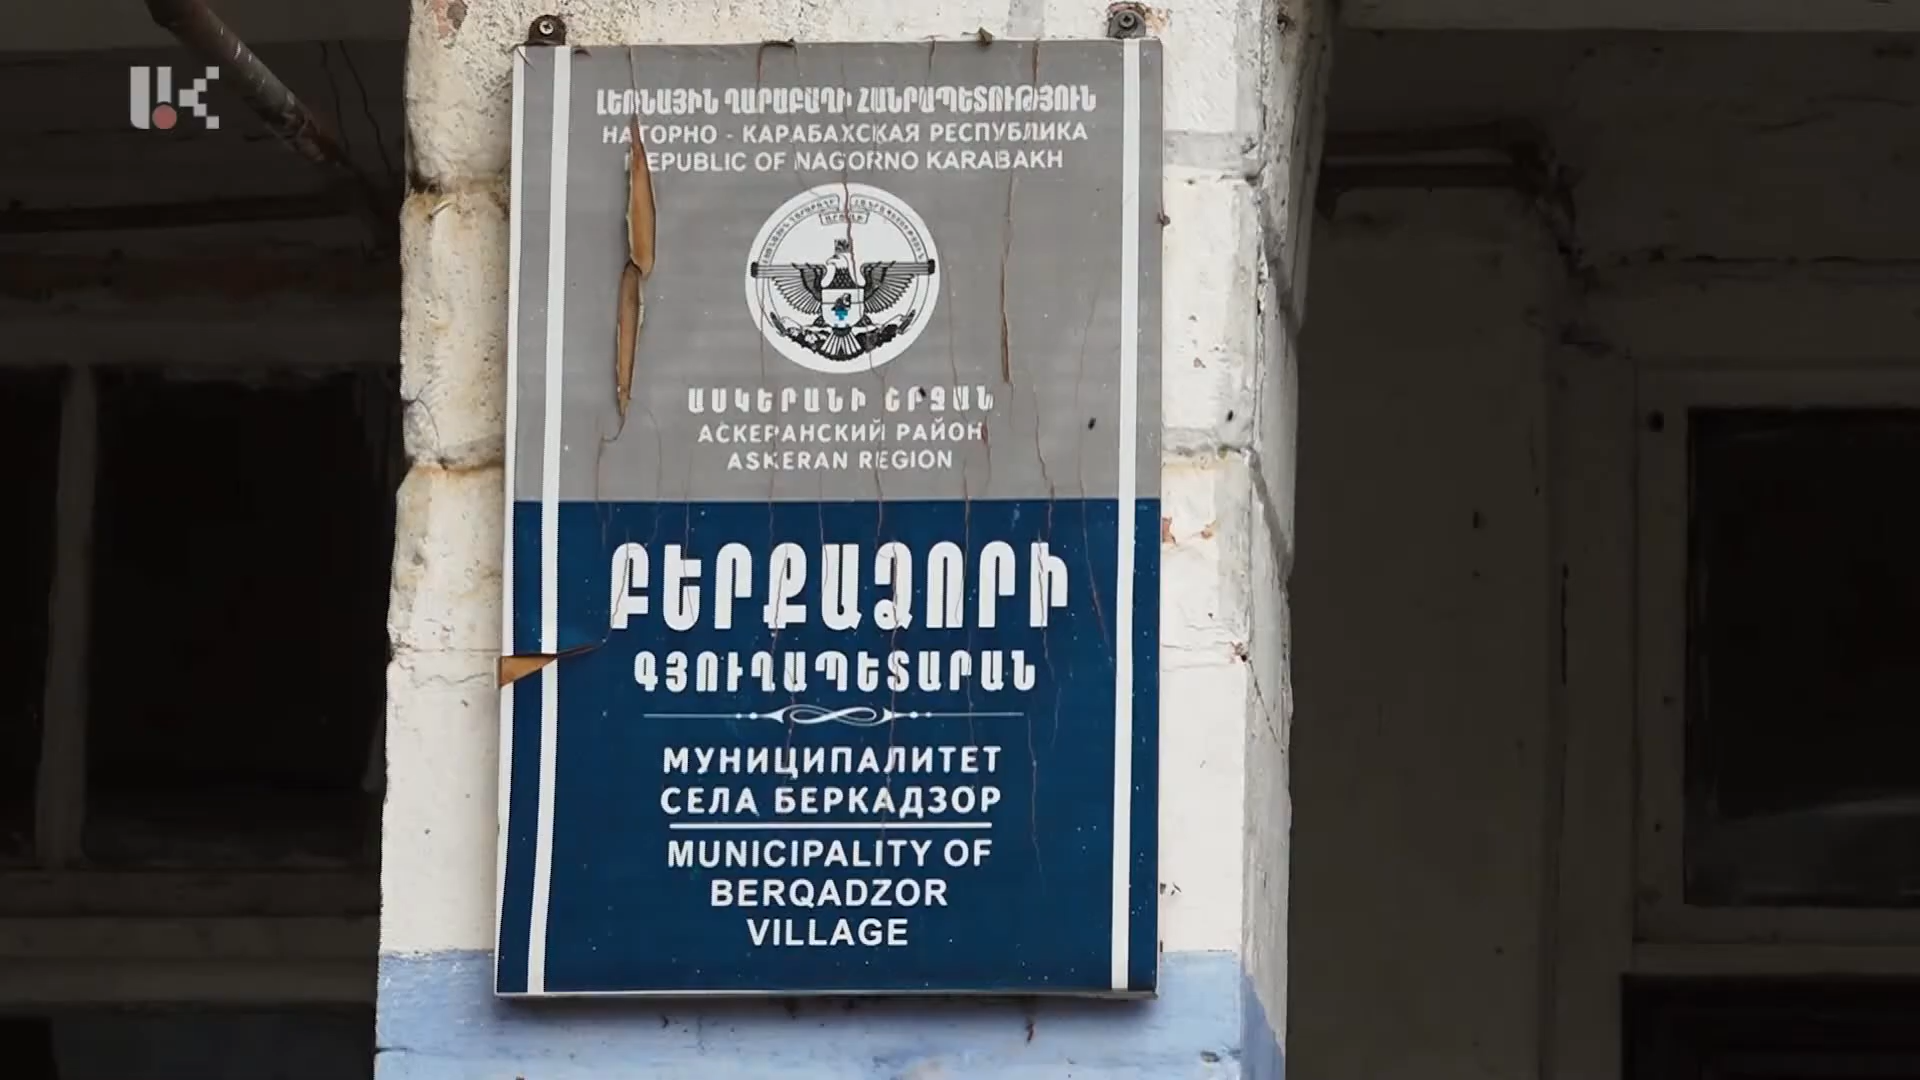 ԼԵՌՆԱՅԻՆ ՂԱՐԱԲԱՂԻ ՀԱՆՐԱՊԵՏՈՒԹՅՈՒՆ
НАГОРНО - КАРАБАХСКАЯ РЕСПУБЛИКА
REPUBLIC OF NAGORNO KARABAKH
ԱՍԿԵՐԱՆԻ ՇՐՋԱՆ
АСКЕРАНСКИЙ РАЙОН
ASKERAN REGION
ԲԵՐՔԱՁՈՐԻ
ԳՅՈՒՂԱՊԵՏԱՐԱՆ
МУНИЦИПАЛИТЕТ
СЕЛА БЕРКАДЗОР
MUNICIPALITY OF
BERQADZOR
VILLAGE